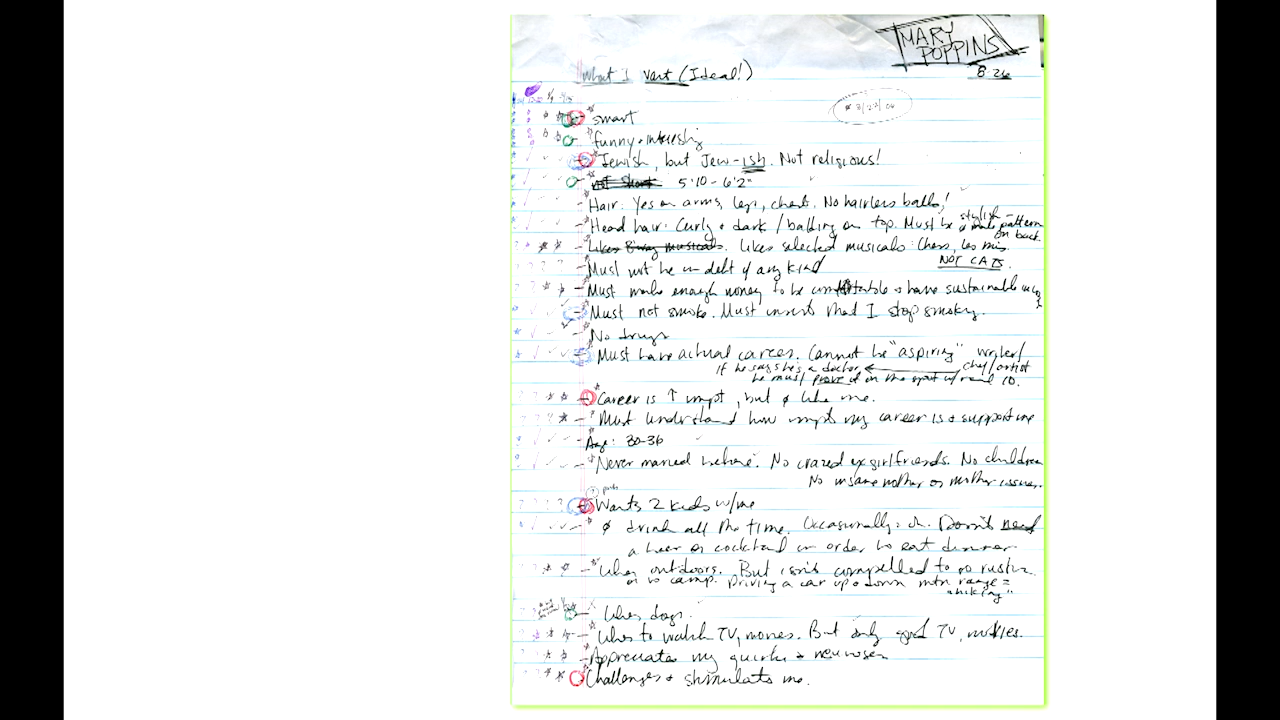 MARY
POPPINS
What I want (Ideal!)
8.26
* 3/27/06
smart
funny + interesting
Jewish, but Jew-ish. Not religious!
Not Short 5'10 - 6'2"
Hair: Yes on arms, legs, chest. No hairless balls!
Head hair: Curly + dark / balding on top. Must be stylish -
male pattern
on back.
Likes B'way musicals. Likes selected musicals: Chess, Les mis.
NOT CATS.
Must not be in debt of any kind
Must make enough money to be comfortable + have sustainable
Must not smoke. Must insist that I stop smoking.
No drugs
Must have actual career. Cannot be "aspiring" writer/
chef/artist
If he says he's a doctor,
he must prove it on the spot w/ med ID.
Career is ↑ impt, but ø like me.
Must understand how impt my career is + support me
Age: 30-36
Never married before. No crazed ex girlfriends. No children
No insane mother or mother issues.
Wants 2 kids w/me
ø drink all the time. Occasionally = ok. Doesn't need
a beer or cocktail in order to eat dinner
Likes outdoors. But isn't compelled to go rustic
or to camp. Driving a car up + down mtn range =
"hiking"
Likes dogs.
Likes to watch TV, movies. But only good TV, movies.
Appreciates my quirks + neuroses
Challenges + stimulates me.